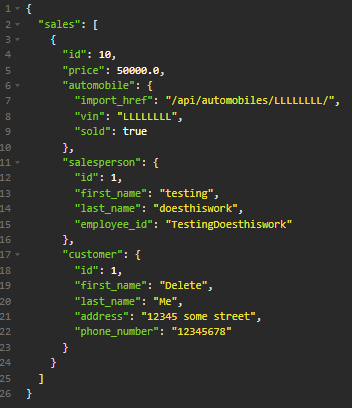 1 {
2 "sales": [
3 {
4 "id": 10,
5 "price": 50000.0,
6 "automobile": {
7 "import_href": "/api/automobiles/LLLLLLLL/",
8 "vin": "LLLLLLLL",
9 "sold": true
10 },
11 "salesperson": {
12 "id": 1,
13 "first_name": "testing",
14 "last_name": "doesthiswork",
15 "employee_id": "TestingDoesthiswork"
16 },
17 "customer": {
18 "id": 1,
19 "first_name": "Delete",
20 "last_name": "Me",
21 "address": "12345 some street",
22 "phone_number": "12345678"
23 }
24 }
25 ]
26 }